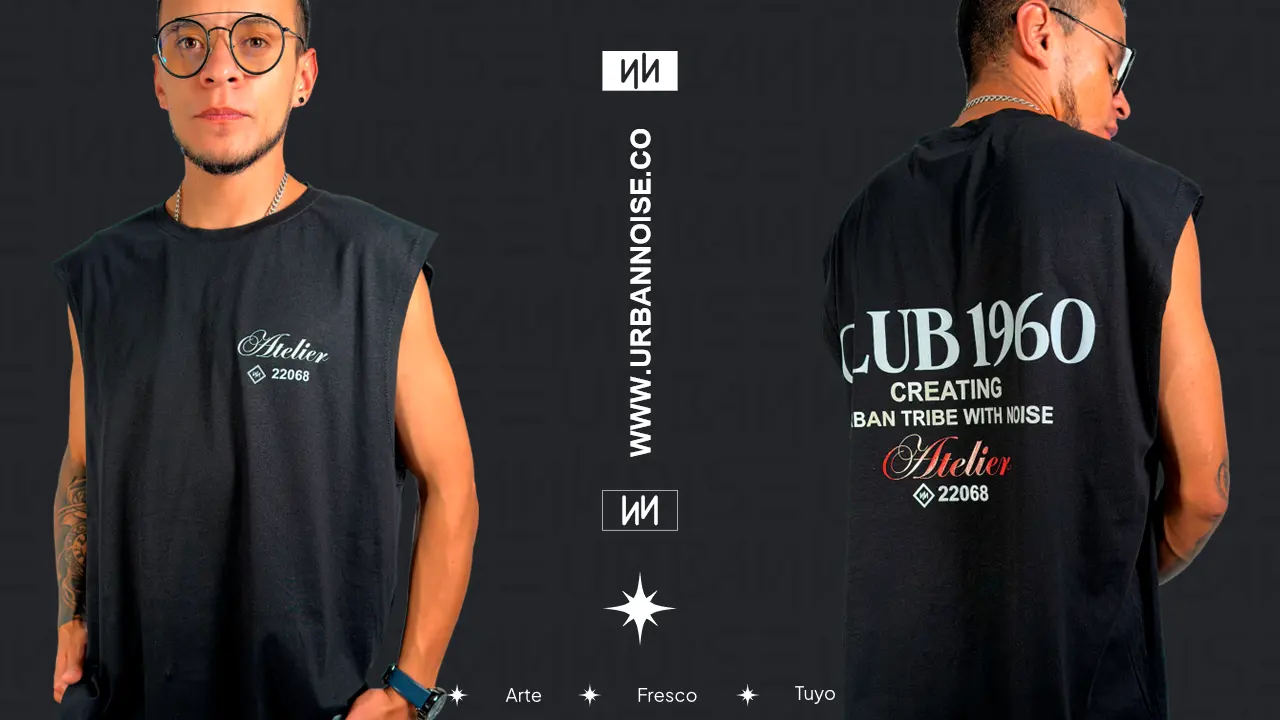 Atelier
22068
WWW.URBANNOISE.CO
CLUB 1960
CREATING
BAN TRIBE WITH NOISE
Atelier
22068
Arte
Fresco
Tuyo